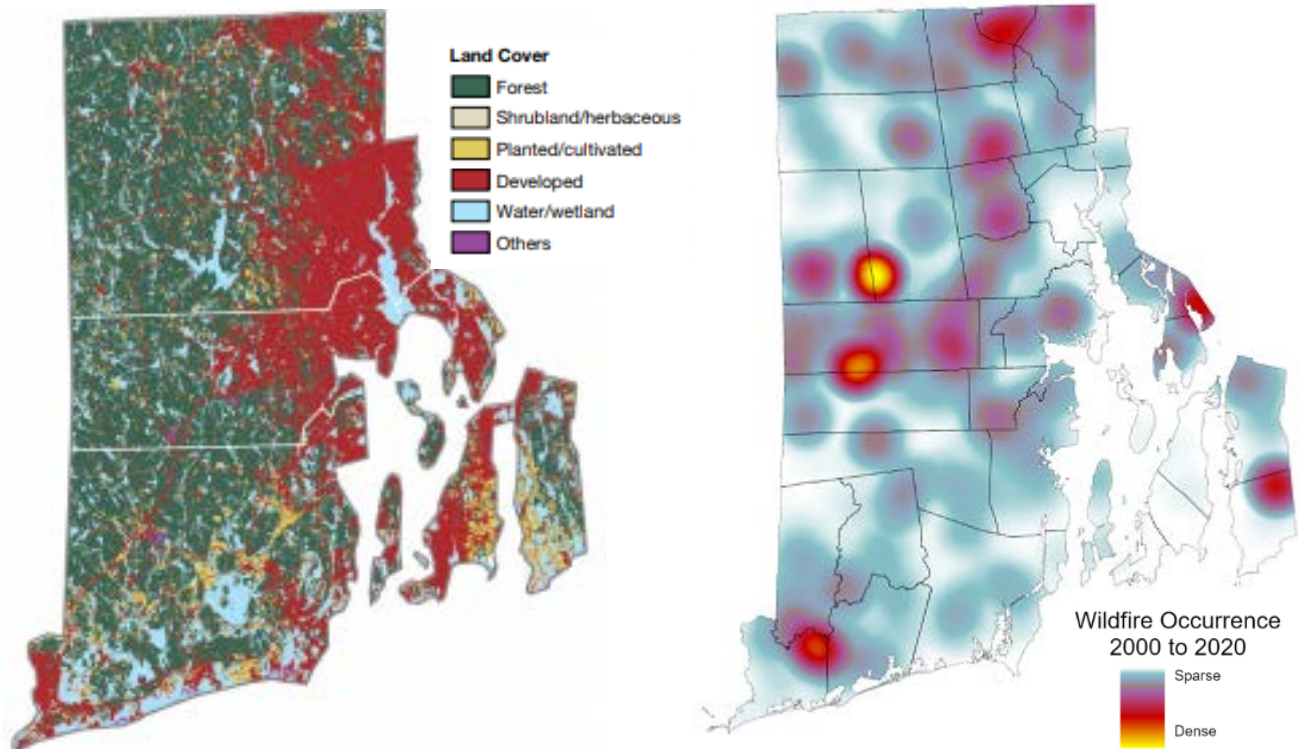 Land Cover
Forest
Shrubland/herbaceous
Planted/cultivated
Developed
Water/wetland
Others
Wildfire Occurrence
2000 to 2020
Sparse
Dense